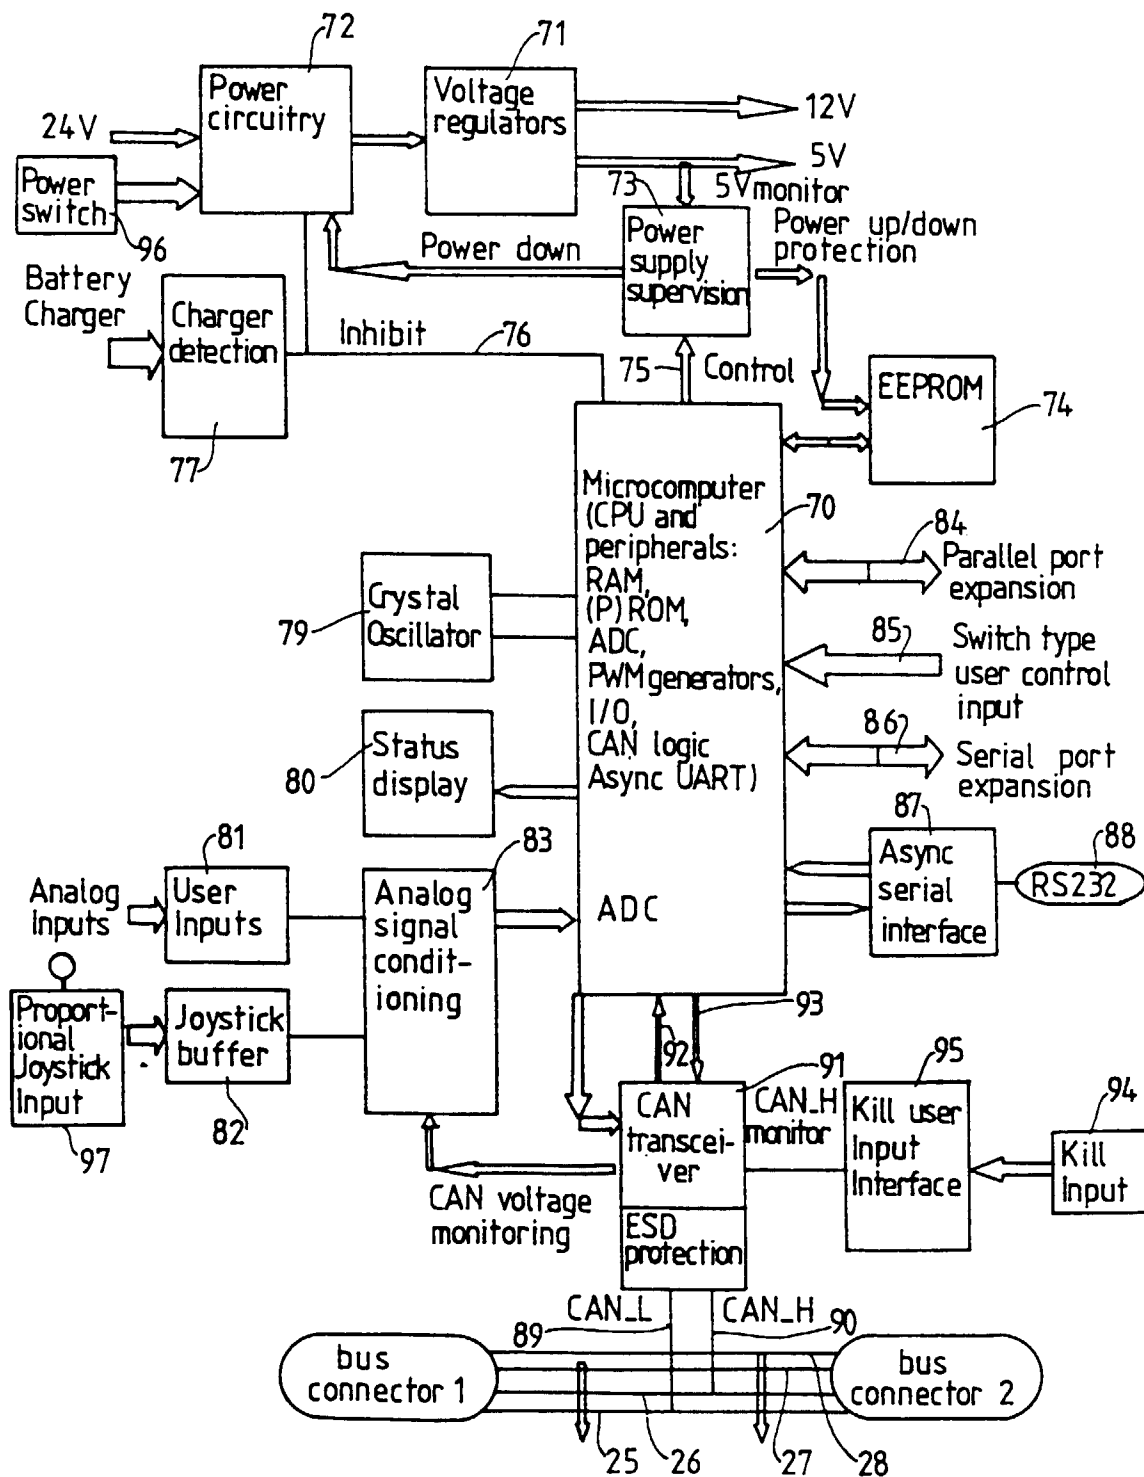 72
71
Power
circuitry
Voltage
regulators
12V
24V
5V
Power
switch
73
5V monitor
96
Power down
Power
supply
supervision
Power up/down
protection
Battery
Charger
Charger
detection
Inhibit
76
75
Control
EEPROM
74
77
Microcomputer
(CPU and
peripherals:
RAM,
(P)ROM,
ADC,
PWM generators,
I/O,
CAN logic
Async UART)
70
84
Parallel port
expansion
79
Crystal
Oscillator
85
Switch type
user control
input
80
Status
display
86
Serial port
expansion
81
83
87
88
Analog
Inputs
User
Inputs
Analog
signal
condit-
ioning
ADC
Async
serial
interface
RS232
Proport-
ional
Joystick
Input
Joystick
buffer
92
93
82
97
91
95
94
CAN
transcei-
ver
CAN_H
monitor
Kill user
Input
Interface
Kill
Input
CAN voltage
monitoring
ESD
protection
CAN_L
CAN_H
89
90
bus
connector 1
bus
connector 2
25
26
27
28